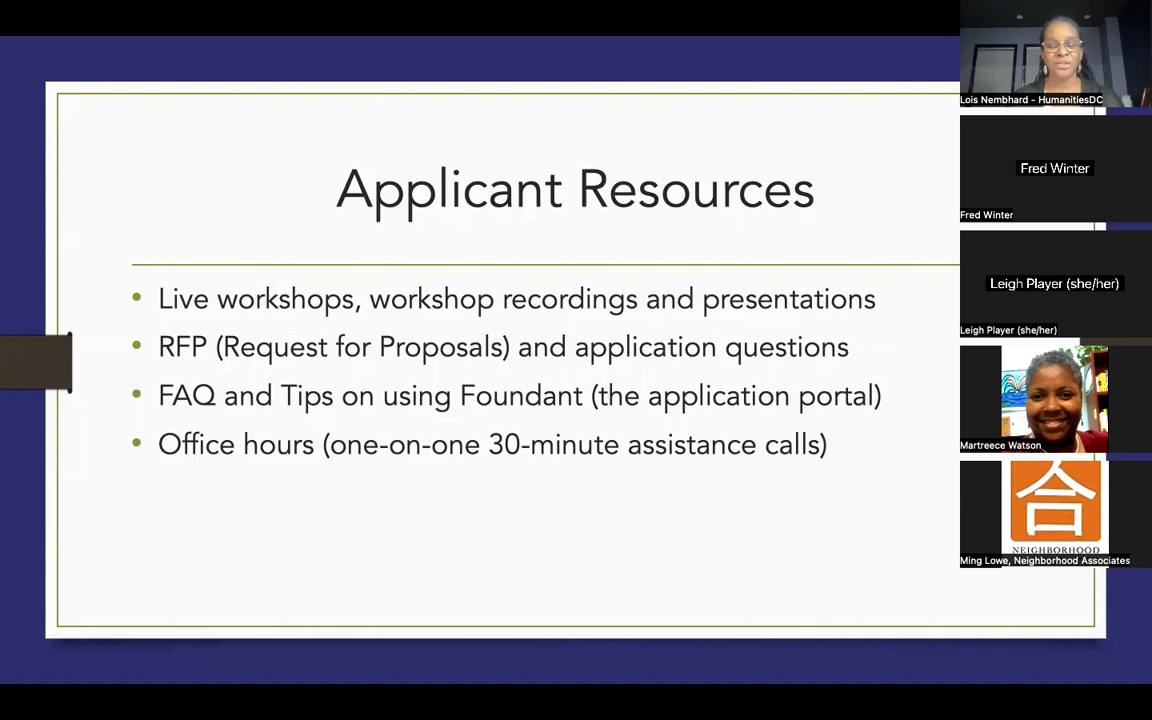 Applicant Resources
• Live workshops, workshop recordings and presentations
• RFP (Request for Proposals) and application questions
• FAQ and Tips on using Foundant (the application portal)
• Office hours (one-on-one 30-minute assistance calls)
Lois Nembhard - HumanitiesDC
Fred Winter
Fred Winter
Leigh Player (she/her)
Leigh Player (she/her)
Martreece Watson
合
NEIGHBORHOOD
Ming Lowe, Neighborhood Associates